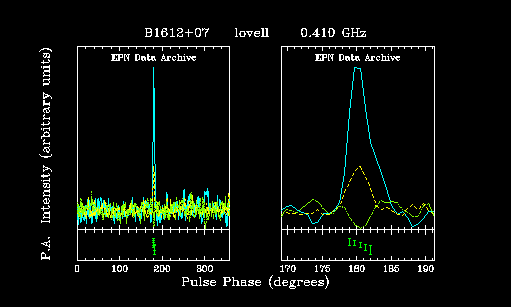 B1612+07 lovell 0.410 GHz
EPN Data Archive EPN Data Archive
P.A. Intensity (arbitrary units)
0 100 200 300 170 175 180 185 190
Pulse Phase (degrees)